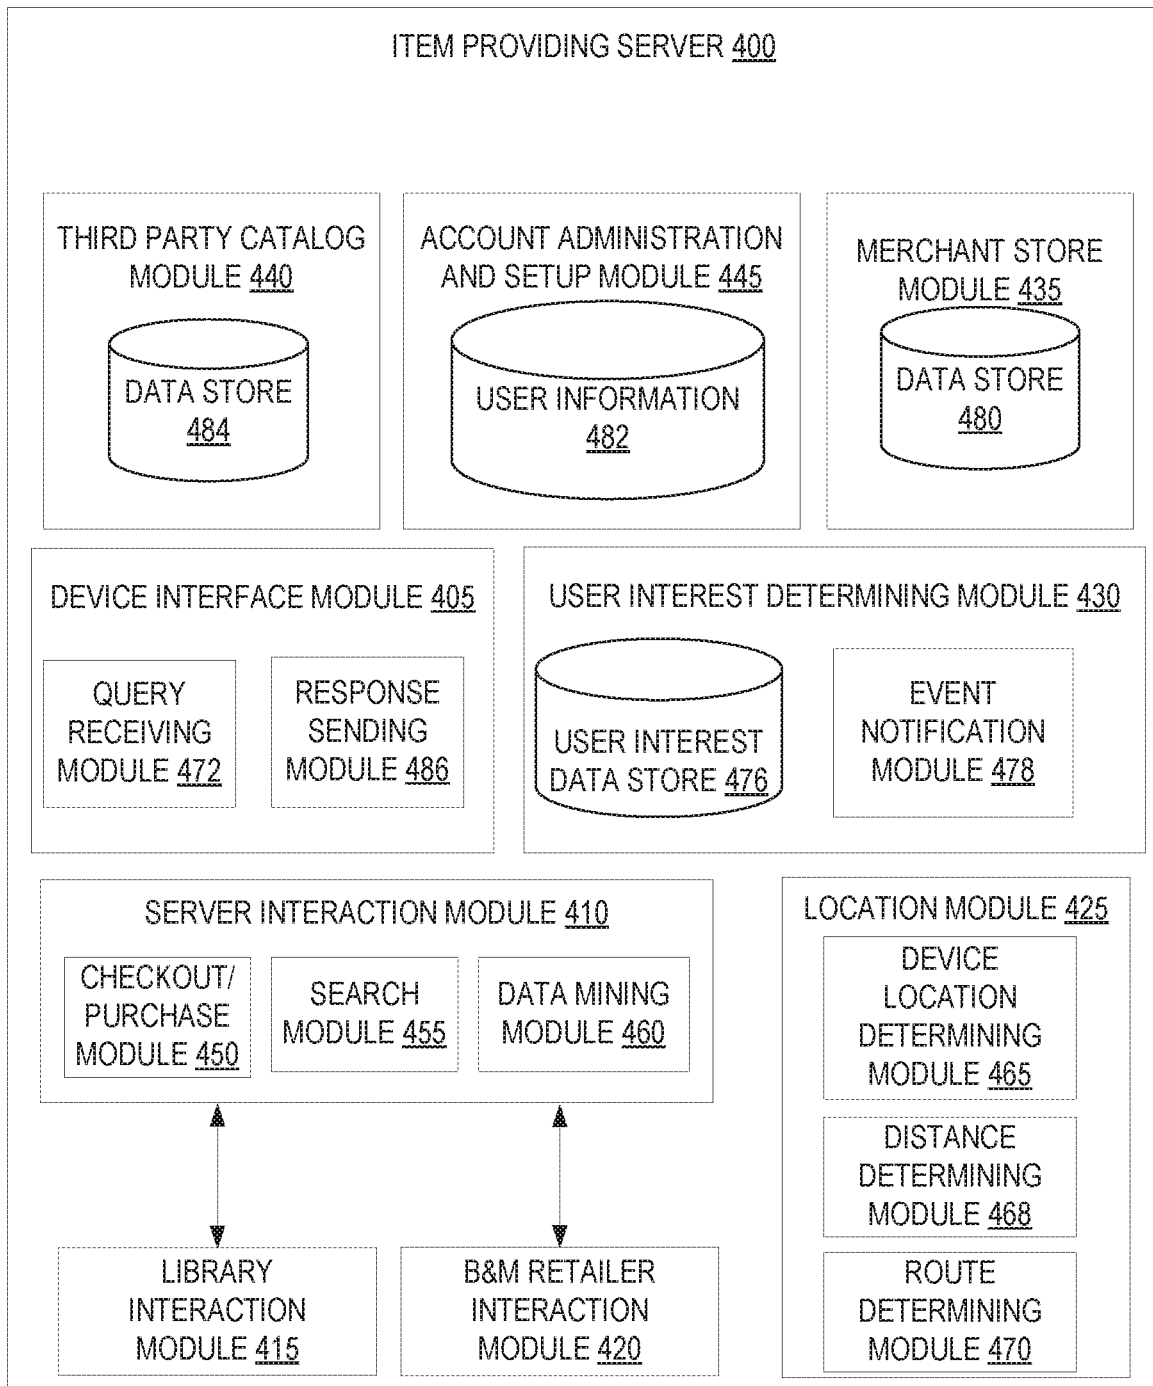 ITEM PROVIDING SERVER 400
THIRD PARTY CATALOG
MODULE 440
DATA STORE
484
ACCOUNT ADMINISTRATION
AND SETUP MODULE 445
USER INFORMATION
482
MERCHANT STORE
MODULE 435
DATA STORE
480
DEVICE INTERFACE MODULE 405
QUERY
RECEIVING
MODULE 472
RESPONSE
SENDING
MODULE 486
USER INTEREST DETERMINING MODULE 430
USER INTEREST
DATA STORE 476
EVENT
NOTIFICATION
MODULE 478
SERVER INTERACTION MODULE 410
CHECKOUT/
PURCHASE
MODULE 450
SEARCH
MODULE 455
DATA MINING
MODULE 460
LOCATION MODULE 425
DEVICE
LOCATION
DETERMINING
MODULE 465
DISTANCE
DETERMINING
MODULE 468
ROUTE
DETERMINING
MODULE 470
LIBRARY
INTERACTION
MODULE 415
B&M RETAILER
INTERACTION
MODULE 420